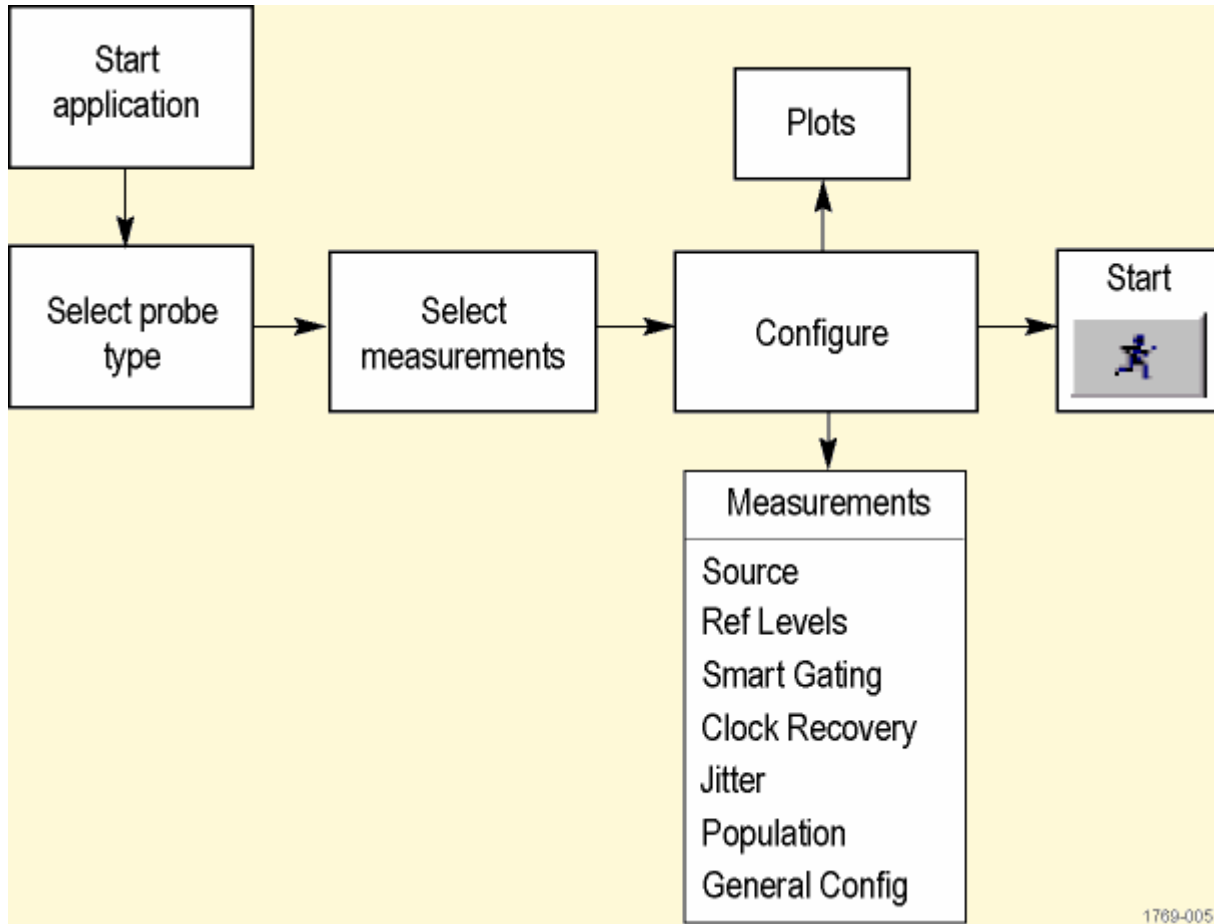 Start
application
Plots
Select probe
type
Select
measurements
Configure
Start
Measurements
Source
Ref Levels
Smart Gating
Clock Recovery
Jitter
Population
General Config
1769-005